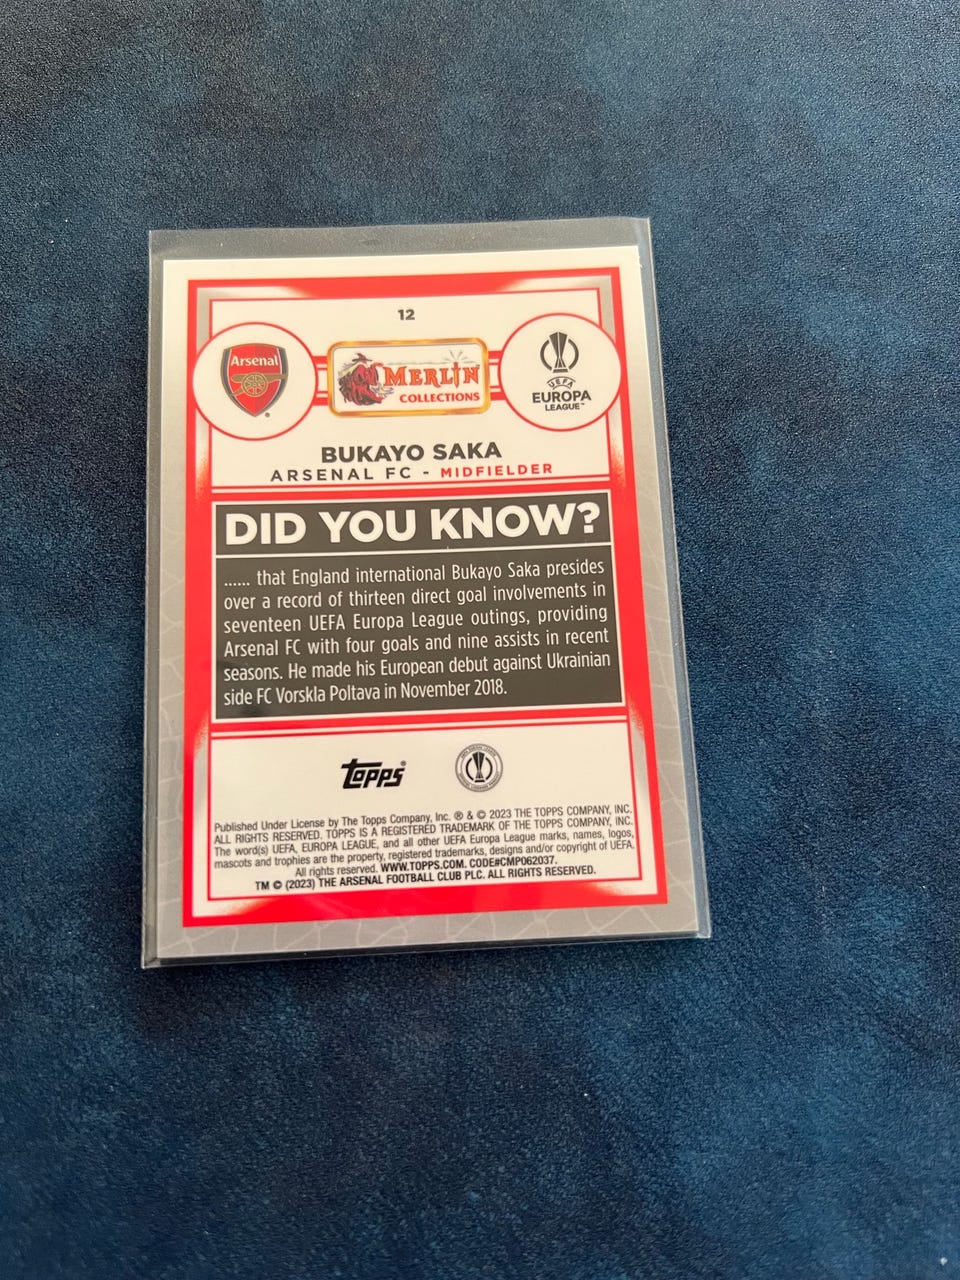 12
Arsenal
MERLIN
COLLECTIONS
UEFA
EUROPA
LEAGUE™
BUKAYO SAKA
ARSENAL FC - MIDFIELDER
DID YOU KNOW?
...... that England international Bukayo Saka presides
over a record of thirteen direct goal involvements in
seventeen UEFA Europa League outings, providing
Arsenal FC with four goals and nine assists in recent
seasons. He made his European debut against Ukrainian
side FC Vorskla Poltava in November 2018.
Topps®
Published Under License by The Topps Company, Inc. ® & © 2023 THE TOPPS COMPANY, INC.
ALL RIGHTS RESERVED. TOPPS IS A REGISTERED TRADEMARK OF THE TOPPS COMPANY, INC.
The word(s) UEFA, EUROPA LEAGUE, and all other UEFA Europa League marks, names, logos,
mascots and trophies are the property, registered trademarks, designs and/or copyright of UEFA.
All rights reserved. WWW.TOPPS.COM. CODE#CMP062037.
TM © (2023) THE ARSENAL FOOTBALL CLUB PLC. ALL RIGHTS RESERVED.